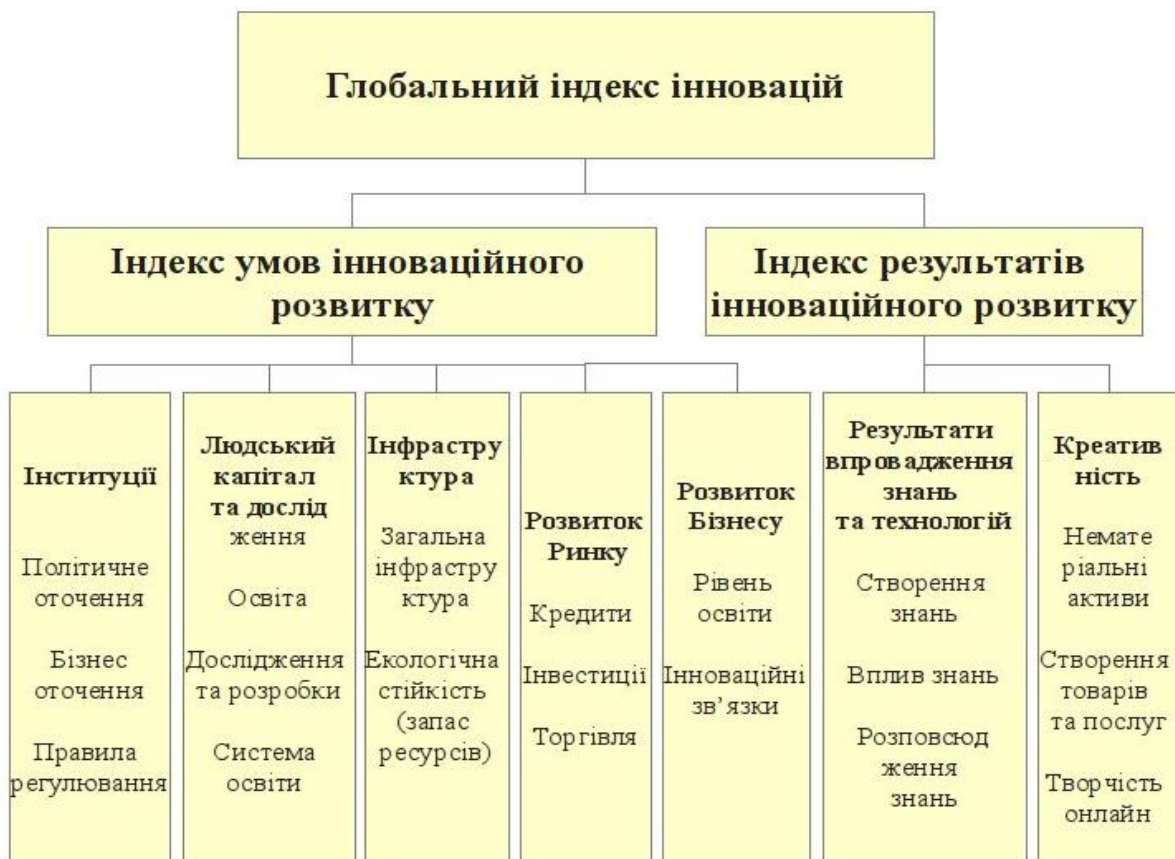 Глобальний індекс інновацій
Індекс умов інноваційного
розвитку
Індекс результатів
інноваційного розвитку
Інституції
Політичне
оточення
Бізнес
оточення
Правила
регулювання
Людський
капітал
та дослід
ження
Освіта
Дослідження
та розробки
Система
освіти
Інфрастру
ктура
Загальна
інфрастру
ктура
Екологічна
стійкість
(запас
ресурсів)
Розвиток
Ринку
Кредити
Інвестиції
Торгівля
Розвиток
Бізнесу
Рівень
освіти
Інноваційні
зв’язки
Результати
впровадження
знань
та технологій
Створення
знань
Вплив знань
Розповсюд
ження
знань
Креатив
ність
Немате
ріальні
активи
Створення
товарів
та послуг
Творчість
онлайн